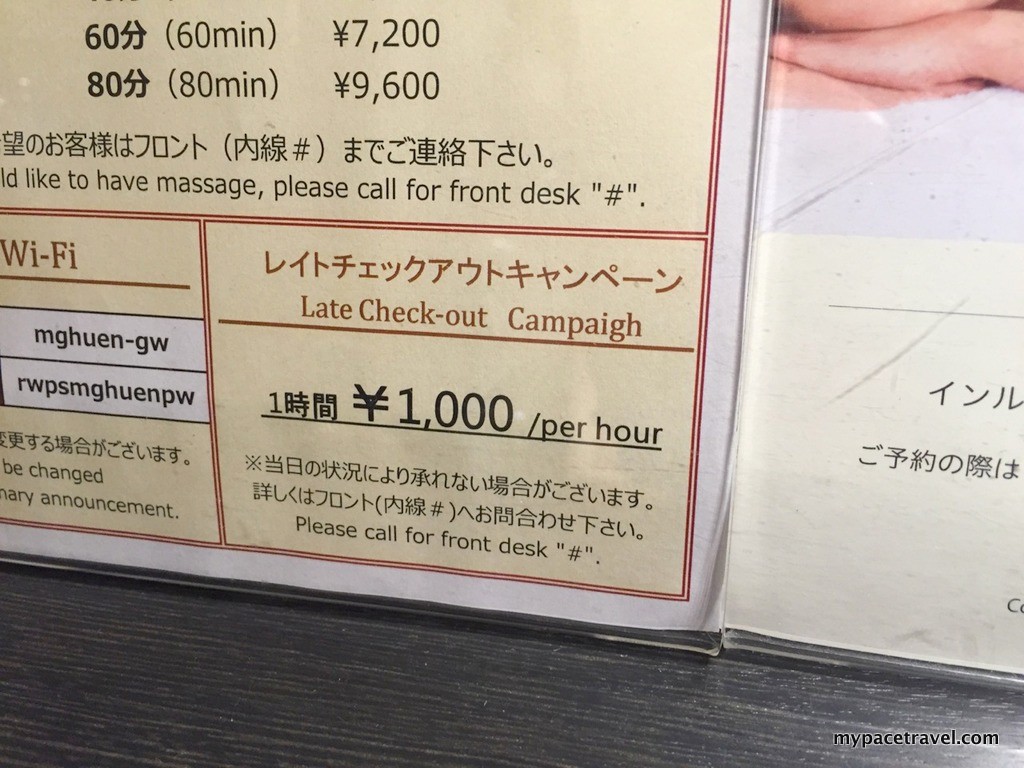 60分（60min） ¥7,200
80分（80min） ¥9,600
望のお客様はフロント（内線＃）までご連絡下さい。
ld like to have massage, please call for front desk "#".
Wi-Fi
mghuen-gw
rwpsmghuenpw
変更する場合がございます。
be changed
nary announcement.
レイトチェックアウトキャンペーン
Late Check-out Campaigh
1時間 ￥1,000 /per hour
※当日の状況により承れない場合がございます。
詳しくはフロント(内線＃)へお問合わせ下さい。
Please call for front desk "#".
インル
ご予約の際は
mypacetravel.com